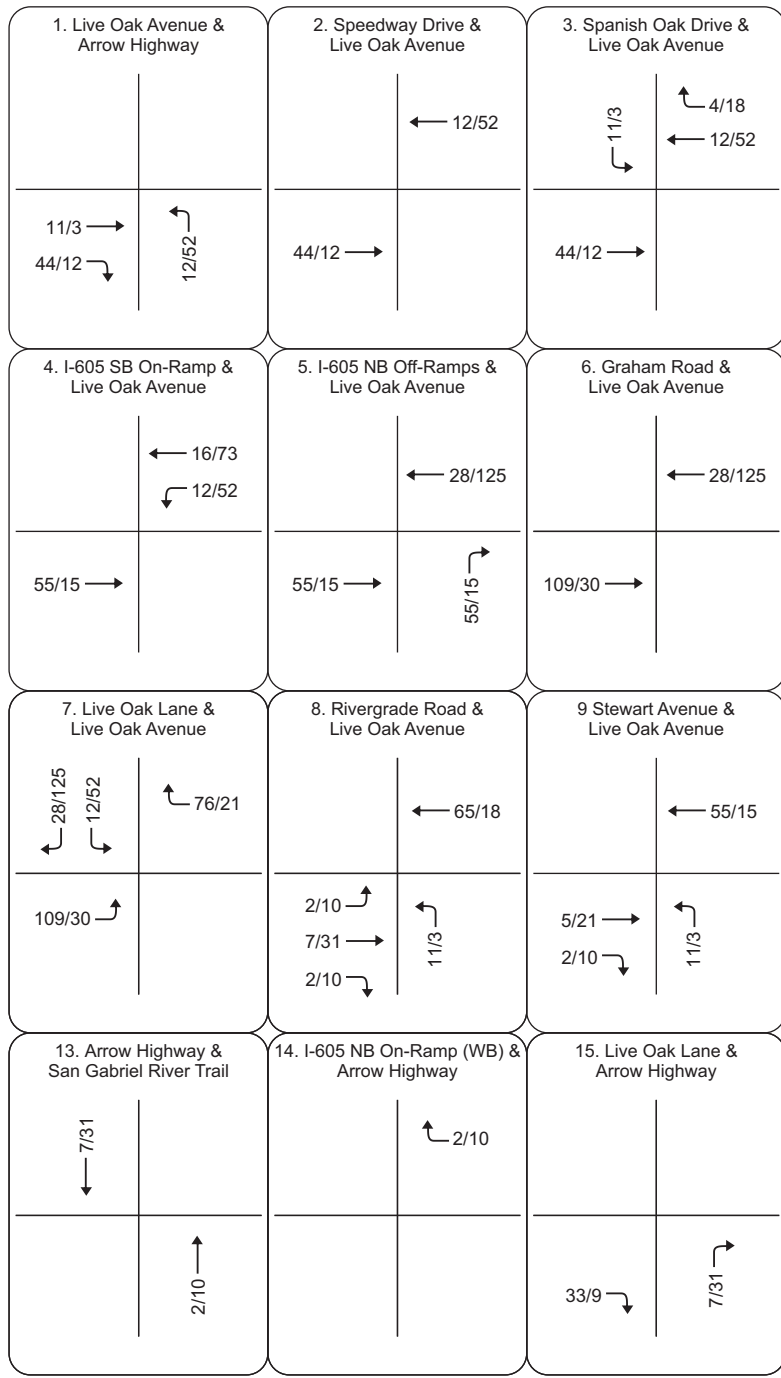 1. Live Oak Avenue &
Arrow Highway
11/3
44/12
12/52
2. Speedway Drive &
Live Oak Avenue
12/52
44/12
3. Spanish Oak Drive &
Live Oak Avenue
11/3
4/18
12/52
44/12
4. I-605 SB On-Ramp &
Live Oak Avenue
16/73
12/52
55/15
5. I-605 NB Off-Ramps &
Live Oak Avenue
28/125
55/15
55/15
6. Graham Road &
Live Oak Avenue
28/125
109/30
7. Live Oak Lane &
Live Oak Avenue
28/125
12/52
76/21
109/30
8. Rivergrade Road &
Live Oak Avenue
65/18
2/10
7/31
2/10
11/3
9 Stewart Avenue &
Live Oak Avenue
55/15
5/21
2/10
11/3
13. Arrow Highway &
San Gabriel River Trail
7/31
2/10
14. I-605 NB On-Ramp (WB) &
Arrow Highway
2/10
15. Live Oak Lane &
Arrow Highway
33/9
7/31